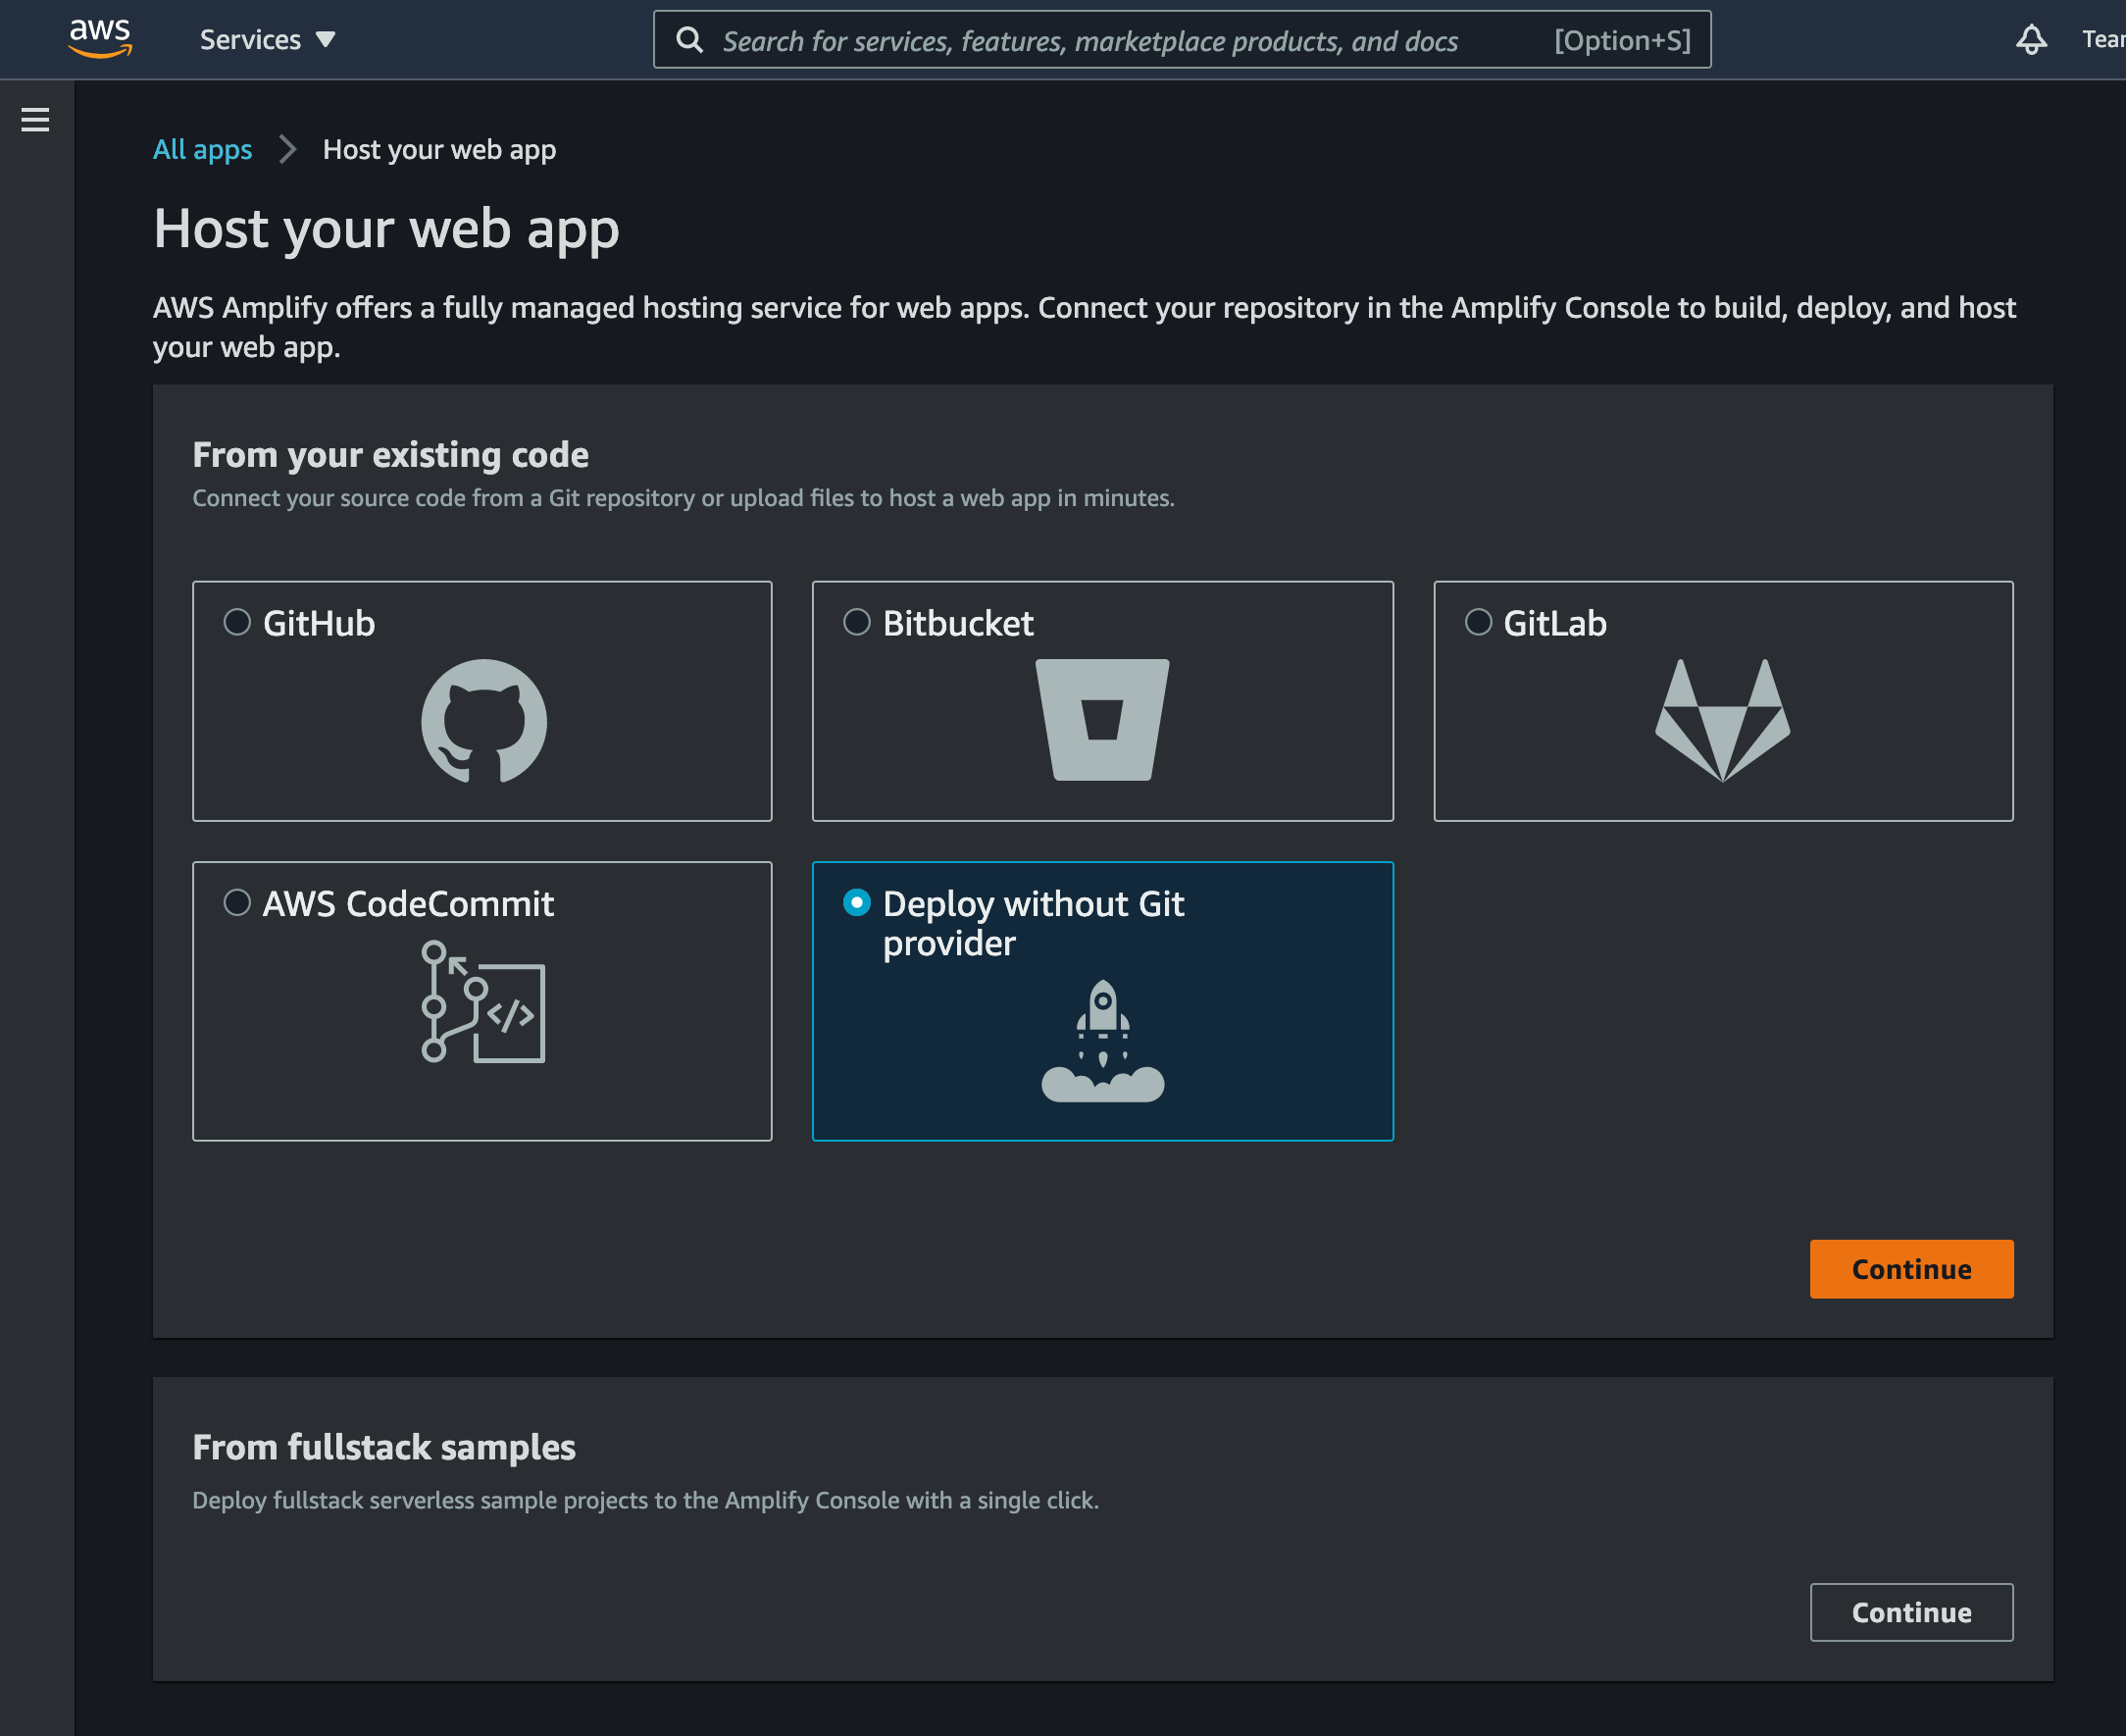 aws
Services
Search for services, features, marketplace products, and docs
[Option+S]
All apps
Host your web app
Host your web app
AWS Amplify offers a fully managed hosting service for web apps. Connect your repository in the Amplify Console to build, deploy, and host
your web app.
From your existing code
Connect your source code from a Git repository or upload files to host a web app in minutes.
GitHub
Bitbucket
GitLab
AWS CodeCommit
Deploy without Git
provider
Continue
From fullstack samples
Deploy fullstack serverless sample projects to the Amplify Console with a single click.
Continue